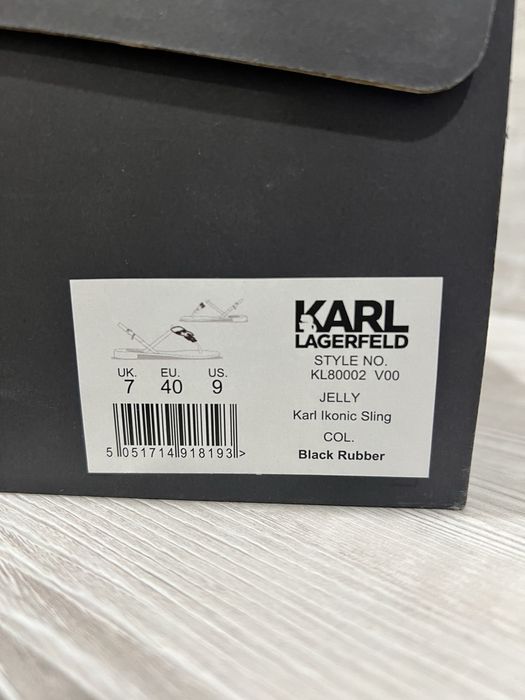 KARL
LAGERFELD
STYLE NO.
KL80002 V00
JELLY
Karl Ikonic Sling
COL.
Black Rubber
UK. EU. US.
7 40 9
5 051714 918193 >